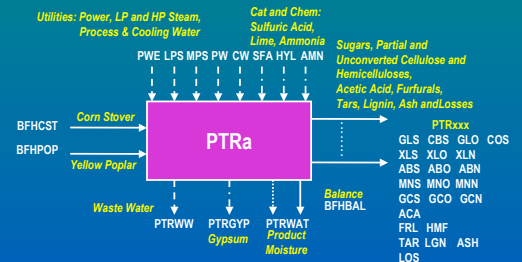 Utilities: Power, LP and HP Steam,
Process & Cooling Water
Cat and Chem:
Sulfuric Acid,
Lime, Ammonia
PWE LPS MPS PW CW SFA HYL AMN
Sugars, Partial and
Unconverted Cellulose and
Hemicelluloses,
Acetic Acid, Furfurals,
Tars, Lignin, Ash andLosses
BFHCST
Corn Stover
BFHPOP
Yellow Poplar
PTRa
PTRxxx
GLS CBS GLO COS
XLS XLO XLN
ABS ABO ABN
MNS MNO MNN
GCS GCO GCN
ACA
FRL HMF
TAR LGN ASH
LOS
Waste Water
PTRWW
PTRGYP
Gypsum
PTRWAT
Product
Moisture
Balance
BFHBAL